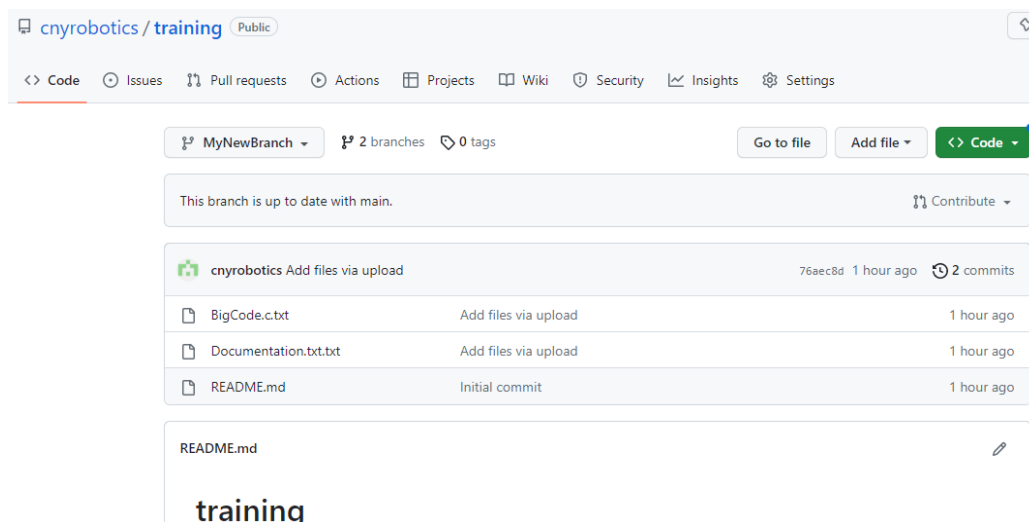 cnyrobotics / training Public
<> Code Issues Pull requests Actions Projects Wiki Security Insights Settings
MyNewBranch 2 branches 0 tags Go to file Add file <> Code
This branch is up to date with main. Contribute
cnyrobotics Add files via upload 76aec8d 1 hour ago 2 commits
BigCode.c.txt Add files via upload 1 hour ago
Documentation.txt.txt Add files via upload 1 hour ago
README.md Initial commit 1 hour ago
README.md
training